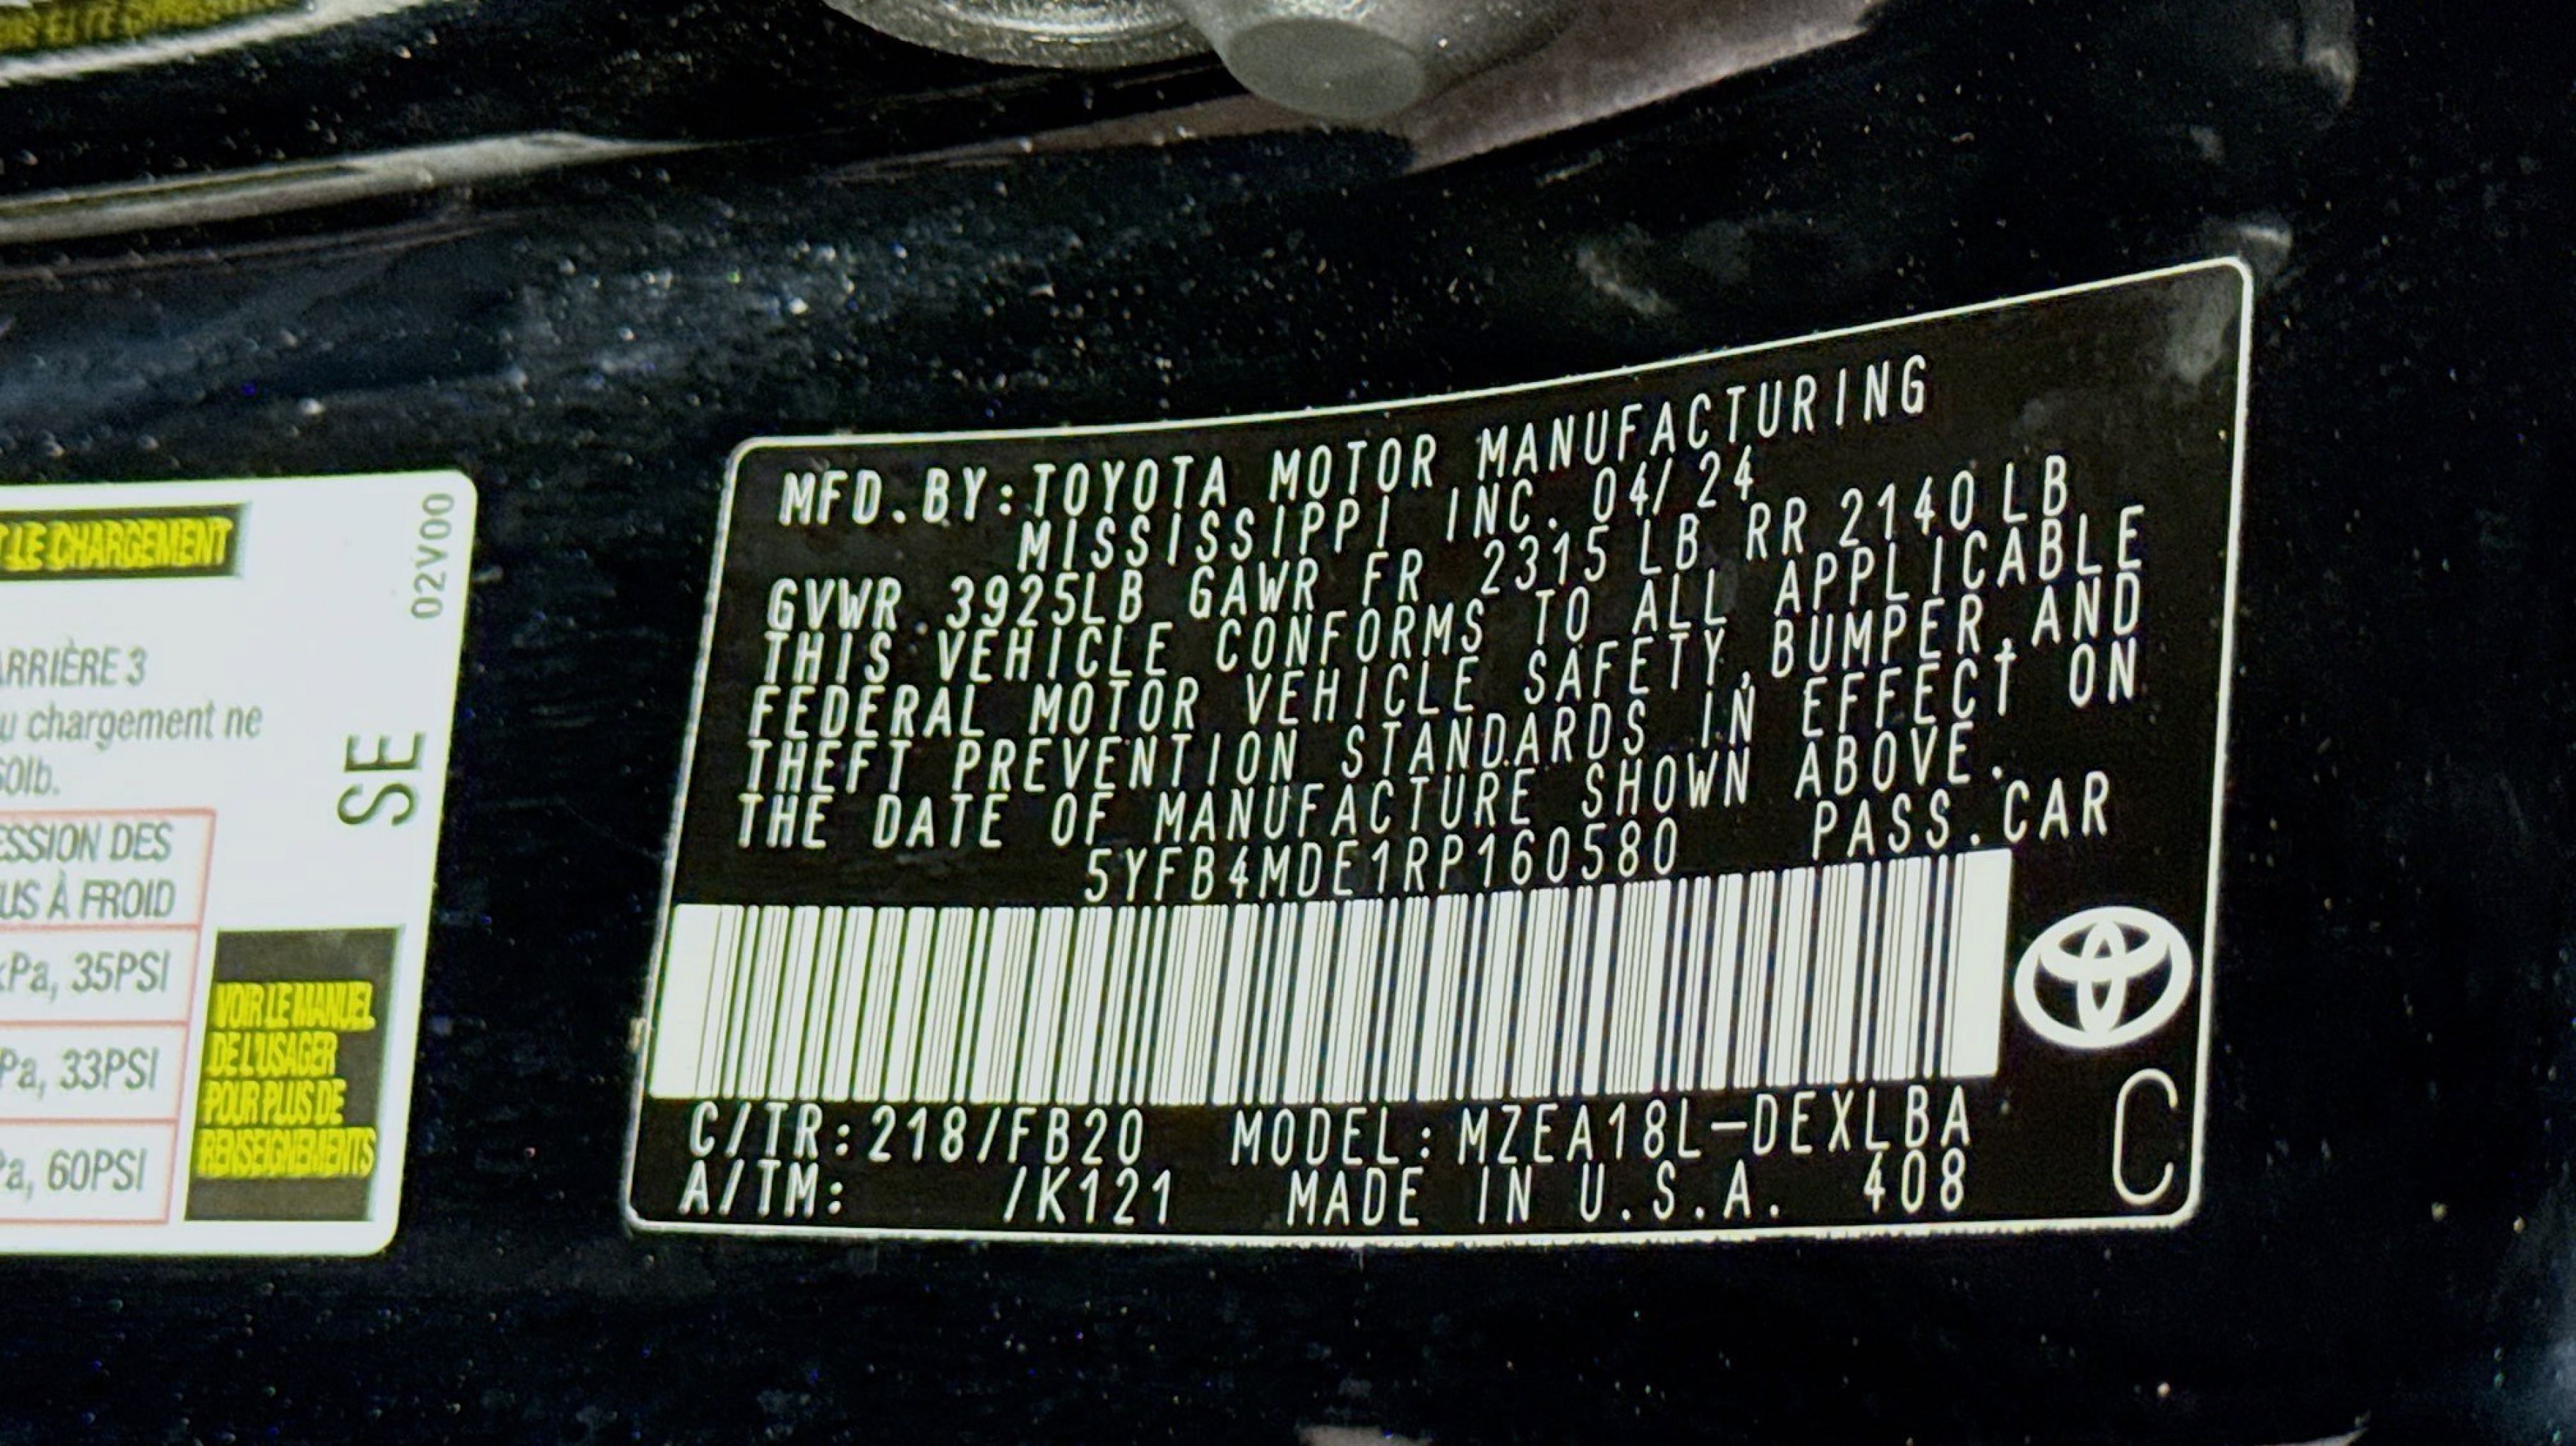 T LE CHARGEMENT
02V00
ARRIÈRE 3
u chargement ne
60lb.
SE
ESSION DES
US À FROID
kPa, 35PSI
Pa, 33PSI
Pa, 60PSI
VOIR LE MANUEL
DE L'USAGER
POUR PLUS DE
RENSEIGNEMENTS
MFD.BY:TOYOTA MOTOR MANUFACTURING
MISSISSIPPI INC. 04/24
GVWR 3925LB GAWR FR 2315LB RR 2140LB
THIS VEHICLE CONFORMS TO ALL APPLICABLE
FEDERAL MOTOR VEHICLE SAFETY, BUMPER, AND
THEFT PREVENTION STANDARDS IN EFFECT ON
THE DATE OF MANUFACTURE SHOWN ABOVE.
5YFB4MDE1RP160580 PASS.CAR
C/TR:218/FB20 MODEL:MZEA18L-DEXLBA
A/TM: /K121 MADE IN U.S.A. 408
C